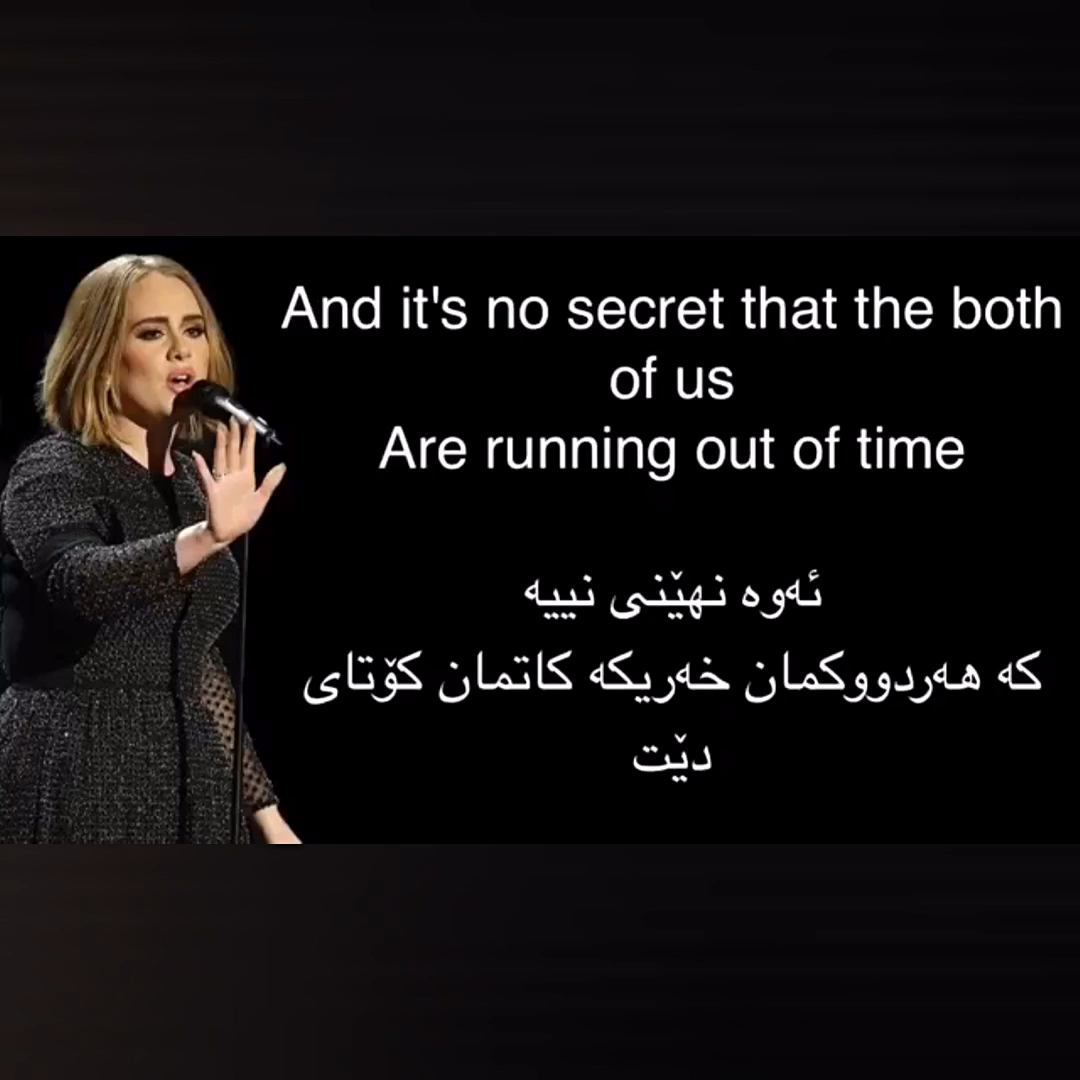 And it's no secret that the both
of us
Are running out of time
ئەوە نهێنی نییە
کە هەردووکمان خەریکە کاتمان کۆتای
دێت